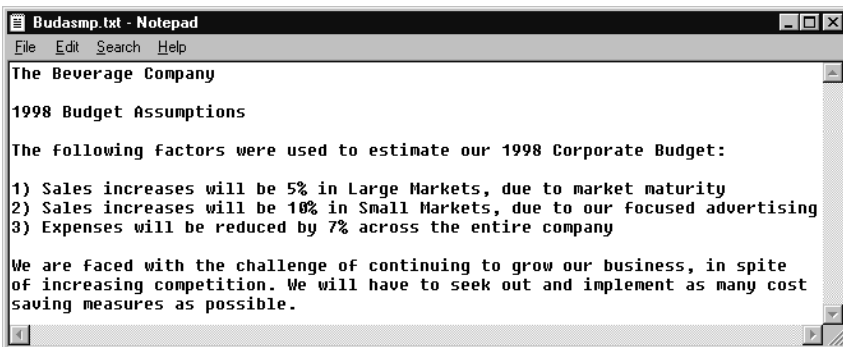 Budasmp.txt - Notepad
File Edit Search Help
The Beverage Company
1998 Budget Assumptions
The following factors were used to estimate our 1998 Corporate Budget:
1) Sales increases will be 5% in Large Markets, due to market maturity
2) Sales increases will be 10% in Small Markets, due to our focused advertising
3) Expenses will be reduced by 7% across the entire company
We are faced with the challenge of continuing to grow our business, in spite
of increasing competition. We will have to seek out and implement as many cost
saving measures as possible.